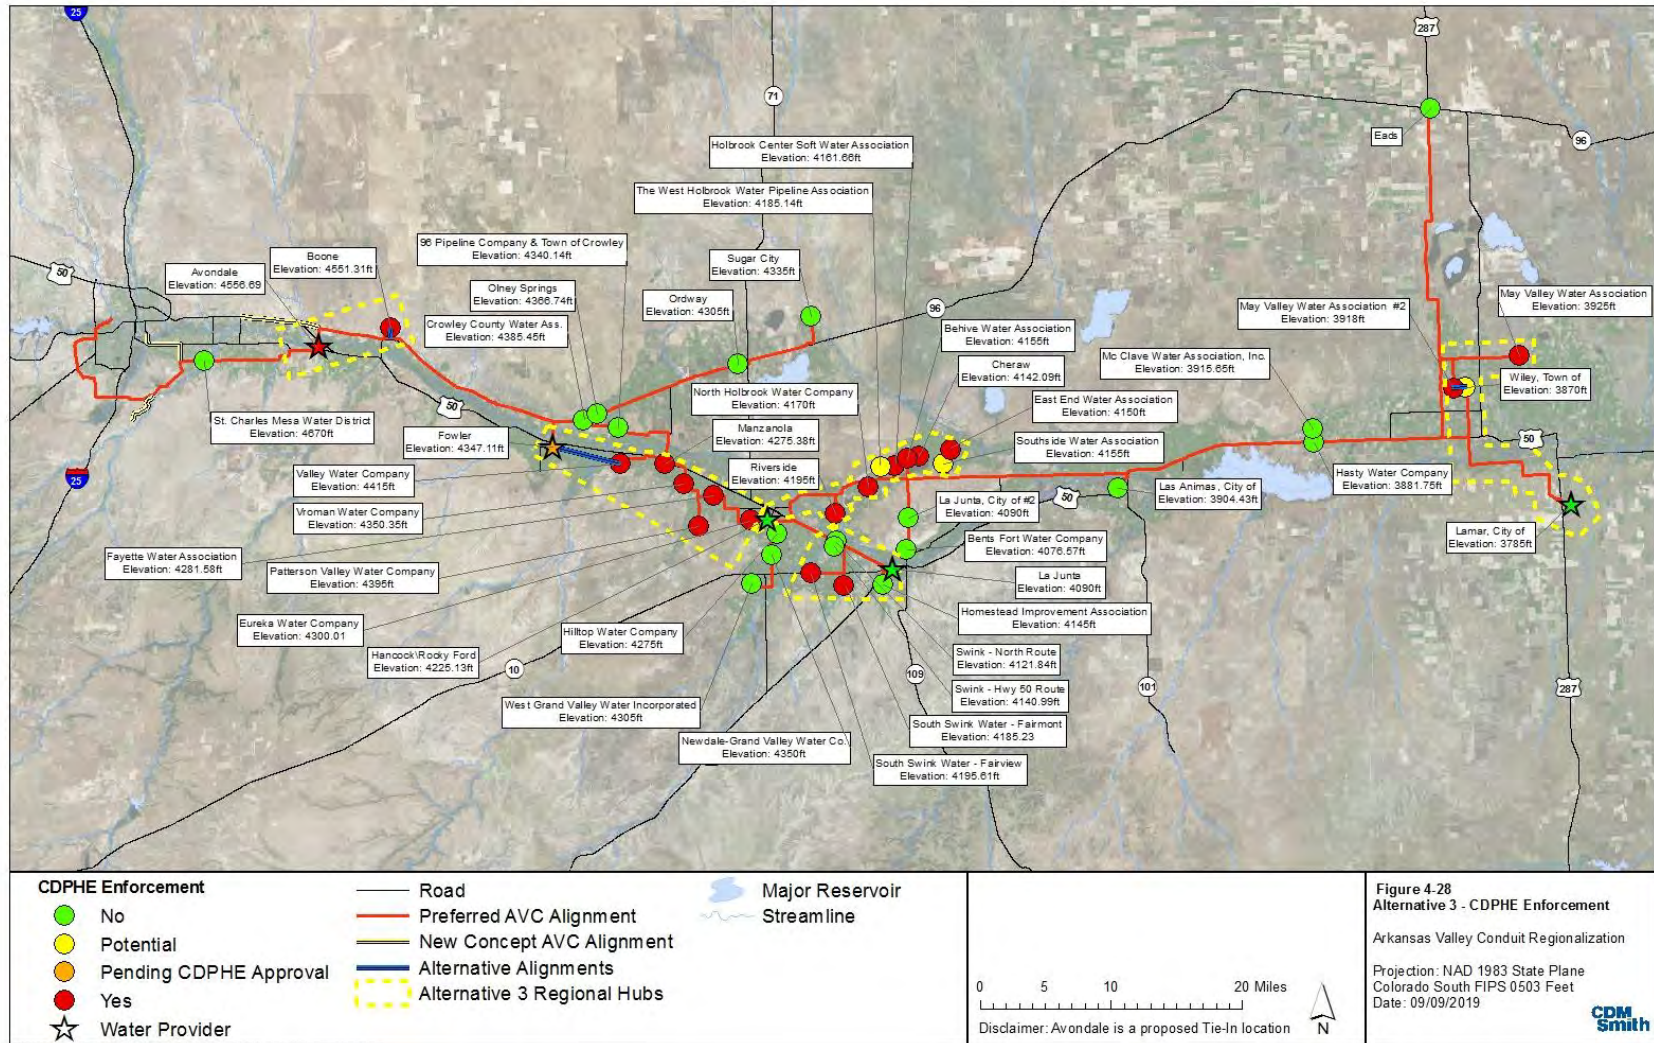 25
287
71
Holbrook Center Soft Water Association
Elevation: 4161.66ft
Eads
96
The West Holbrook Water Pipeline Association
Elevation: 4185.14ft
96 Pipeline Company & Town of Crowley
Elevation: 4340.14ft
Boone
Elevation: 4551.31ft
Avondale
Elevation: 4556.69
50
Sugar City
Elevation: 4335ft
Olney Springs
Elevation: 4366.74ft
Ordway
Elevation: 4305ft
96
May Valley Water Association
Elevation: 3925ft
May Valley Water Association #2
Elevation: 3918ft
Crowley County Water Ass.
Elevation: 4385.45ft
Behive Water Association
Elevation: 4155ft
Mc Clave Water Association, Inc.
Elevation: 3915.65ft
Cheraw
Elevation: 4142.09ft
Wiley, Town of
Elevation: 3870ft
North Holbrook Water Company
Elevation: 4170ft
East End Water Association
Elevation: 4150ft
50
St. Charles Mesa Water District
Elevation: 4670ft
Fowler
Elevation: 4347.11ft
Manzanola
Elevation: 4275.38ft
Southside Water Association
Elevation: 4155ft
50
25
Valley Water Company
Elevation: 4415ft
Riverside
Elevation: 4195ft
Hasty Water Company
Elevation: 3881.75ft
Las Animas, City of
Elevation: 3904.43ft
50
La Junta, City of #2
Elevation: 4090ft
Vroman Water Company
Elevation: 4350.35ft
Lamar, City of
Elevation: 3785ft
Bents Fort Water Company
Elevation: 4076.57ft
Fayette Water Association
Elevation: 4281.58ft
Patterson Valley Water Company
Elevation: 4395ft
La Junta
Elevation: 4090ft
Homestead Improvement Association
Elevation: 4145ft
Eureka Water Company
Elevation: 4300.01
Hilltop Water Company
Elevation: 4275ft
Hancock\Rocky Ford
Elevation: 4225.13ft
10
Swink - North Route
Elevation: 4121.84ft
109
101
287
Swink - Hwy 50 Route
Elevation: 4140.99ft
West Grand Valley Water Incorporated
Elevation: 4305ft
South Swink Water - Fairmont
Elevation: 4185.23
Newdale-Grand Valley Water Co.
Elevation: 4350ft
South Swink Water - Fairview
Elevation: 4195.61ft
CDPHE Enforcement
No
Potential
Pending CDPHE Approval
Yes
Water Provider
Road
Preferred AVC Alignment
New Concept AVC Alignment
Alternative Alignments
Alternative 3 Regional Hubs
Major Reservoir
Streamline
0 5 10 20 Miles
N
Disclaimer: Avondale is a proposed Tie-In location
Figure 4-28
Alternative 3 - CDPHE Enforcement
Arkansas Valley Conduit Regionalization
Projection: NAD 1983 State Plane
Colorado South FIPS 0503 Feet
Date: 09/09/2019
CDM
Smith